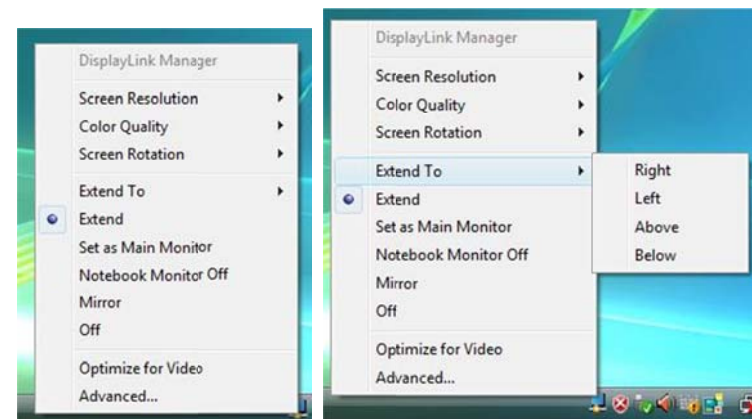 DisplayLink Manager
Screen Resolution
Color Quality
Screen Rotation
Extend To
Extend
Set as Main Monitor
Notebook Monitor Off
Mirror
Off
Optimize for Video
Advanced...
DisplayLink Manager
Screen Resolution
Color Quality
Screen Rotation
Extend To
Extend
Set as Main Monitor
Notebook Monitor Off
Mirror
Off
Optimize for Video
Advanced...
Right
Left
Above
Below